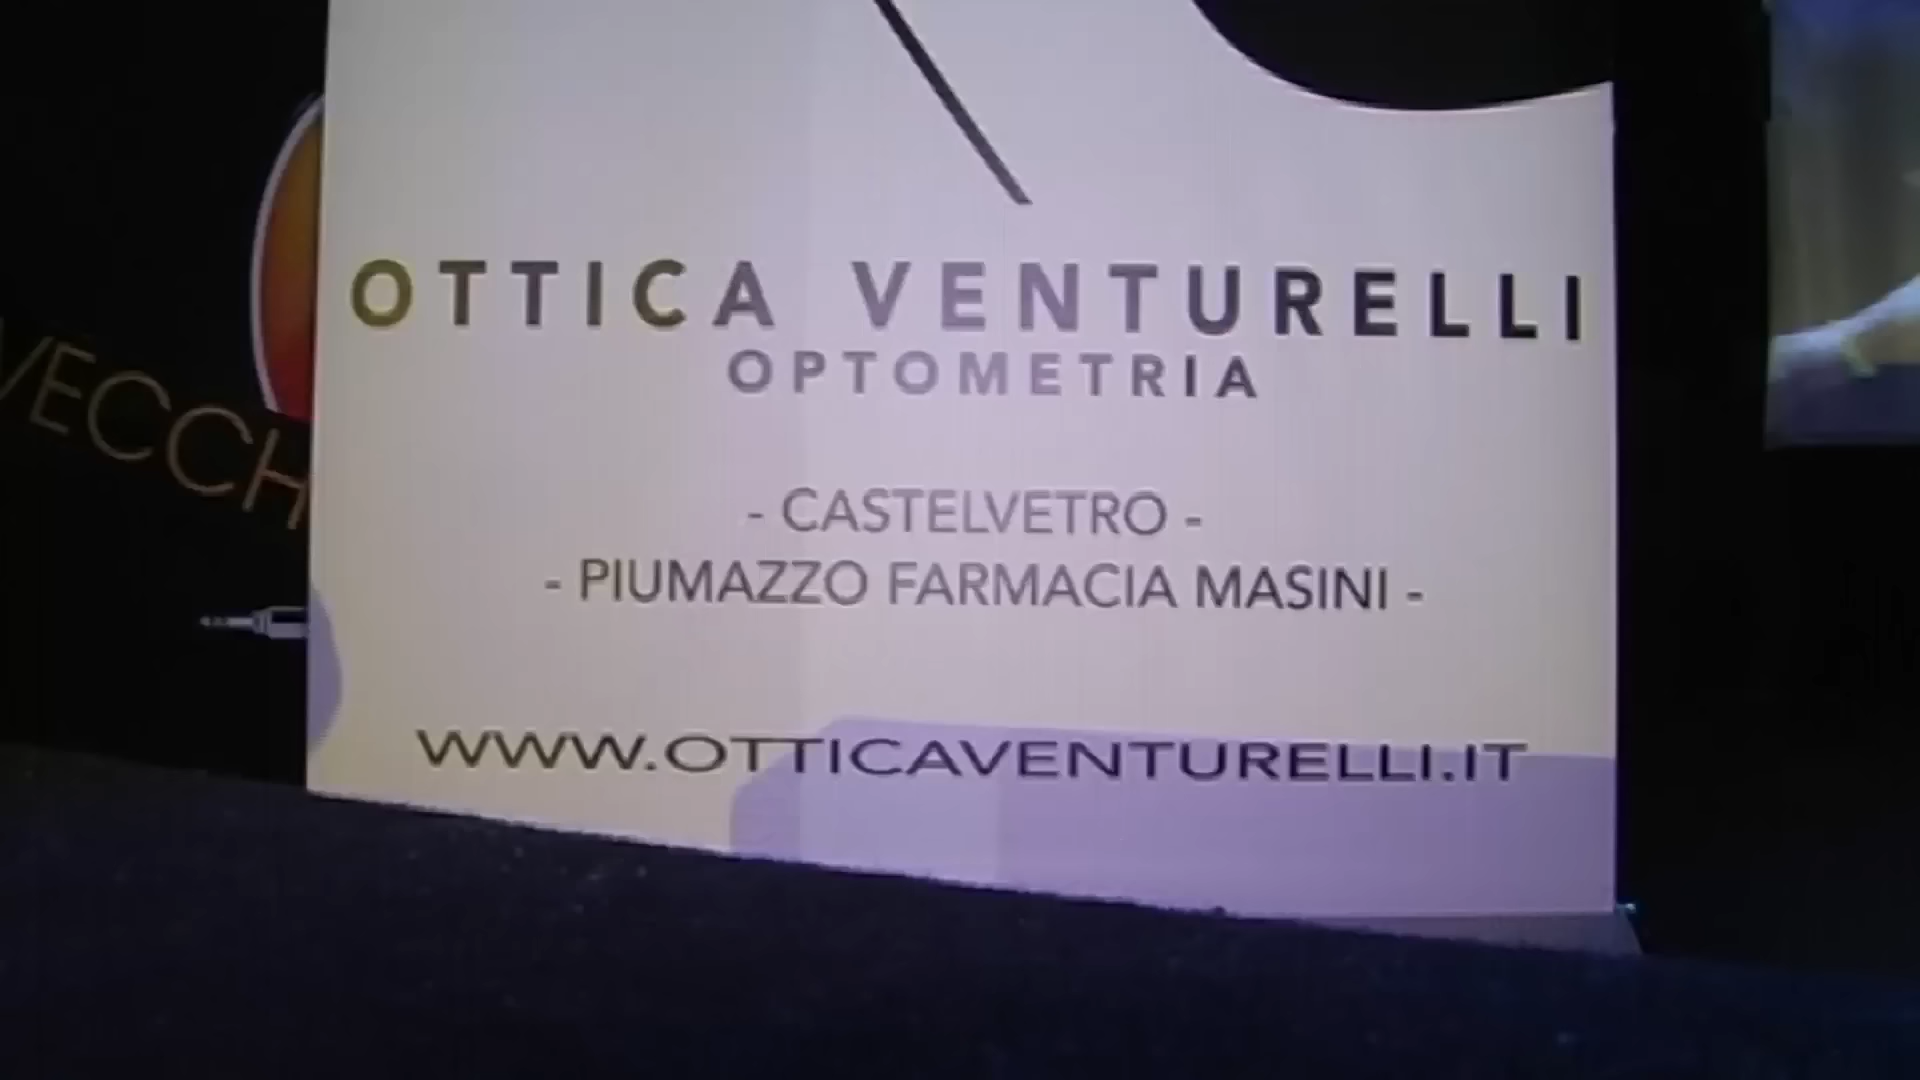 OTTICA VENTURELLI
OPTOMETRIA
- CASTELVETRO -
- PIUMAZZO FARMACIA MASINI -
WWW.OTTICAVENTURELLI.IT
VECCH